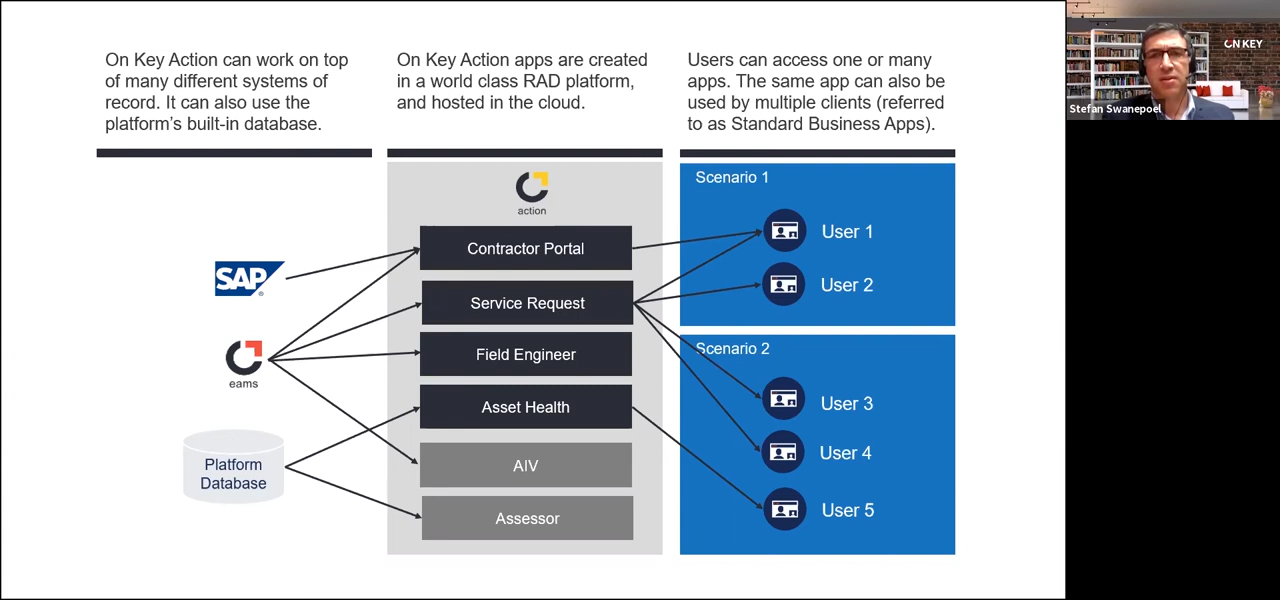 On Key Action can work on top
of many different systems of
record. It can also use the
platform's built-in database.
On Key Action apps are created
in a world class RAD platform,
and hosted in the cloud.
Users can access one or many
apps. The same app can also be
used by multiple clients (referred
to as Standard Business Apps).
ON KEY
Stefan Swanepoel
SAP®
eams
Platform
Database
action
Contractor Portal
Service Request
Field Engineer
Asset Health
AIV
Assessor
Scenario 1
User 1
User 2
Scenario 2
User 3
User 4
User 5